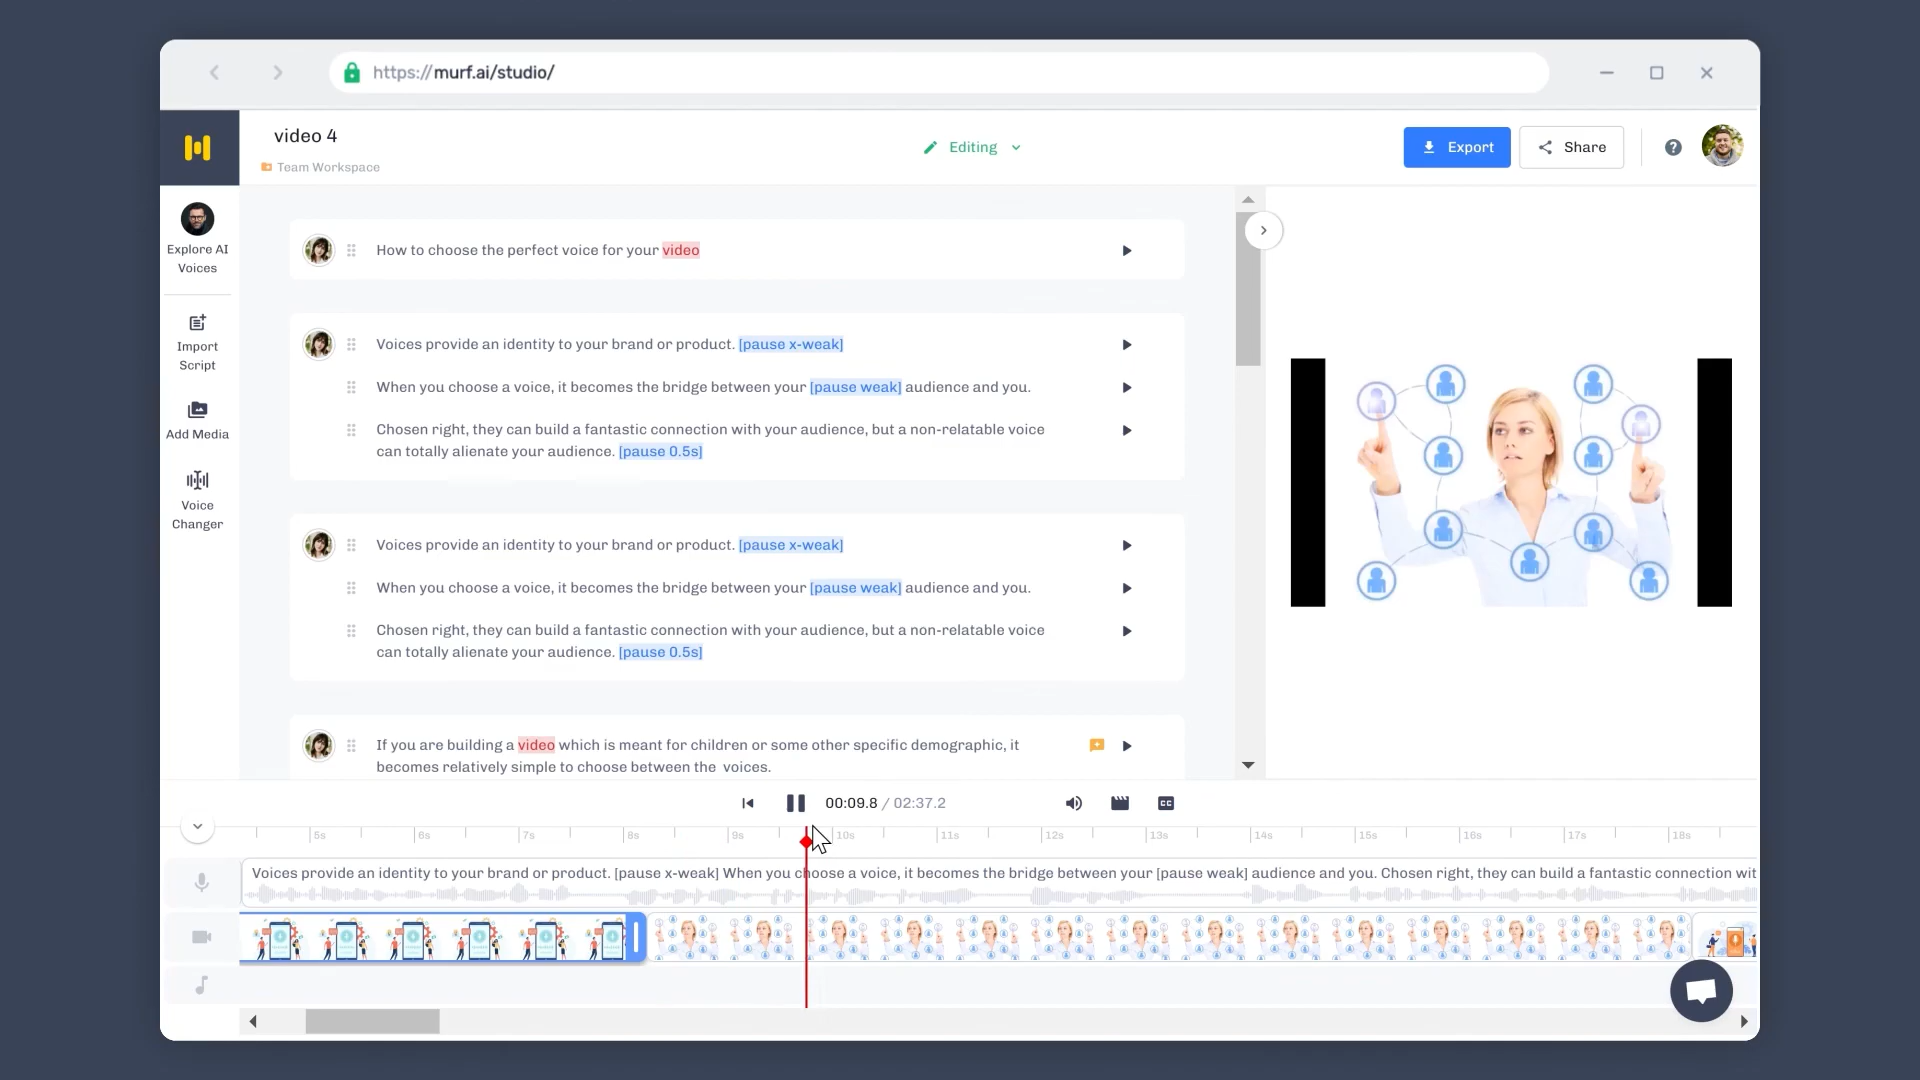 https://murf.ai/studio/
video 4
Team Workspace
Editing
Export
Share
Explore AI
Voices
Import
Script
Add Media
Voice
Changer
How to choose the perfect voice for your video
Voices provide an identity to your brand or product. [pause x-weak]
When you choose a voice, it becomes the bridge between your [pause weak] audience and you.
Chosen right, they can build a fantastic connection with your audience, but a non-relatable voice
can totally alienate your audience. [pause 0.5s]
Voices provide an identity to your brand or product. [pause x-weak]
When you choose a voice, it becomes the bridge between your [pause weak] audience and you.
Chosen right, they can build a fantastic connection with your audience, but a non-relatable voice
can totally alienate your audience. [pause 0.5s]
If you are building a video which is meant for children or some other specific demographic, it
becomes relatively simple to choose between the voices.
00:09.8 / 02:37.2
CC
5s 6s 7s 8s 9s 10s 11s 12s 13s 14s 15s 16s 17s 18s
Voices provide an identity to your brand or product. [pause x-weak] When you choose a voice, it becomes the bridge between your [pause weak] audience and you. Chosen right, they can build a fantastic connection wit